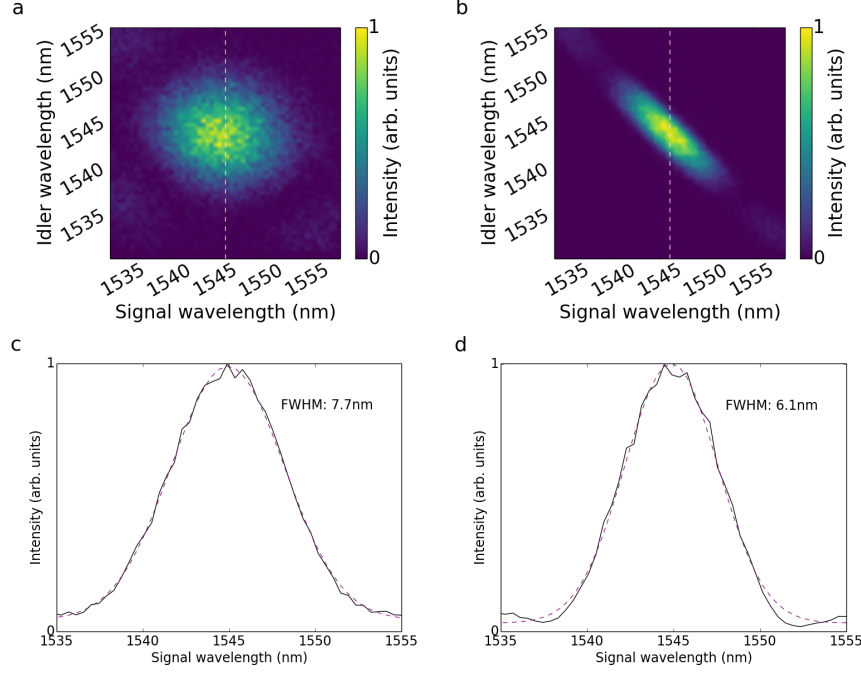 a
1555
1550
1545
1540
1535
Idler wavelength (nm)
1535 1540 1545 1550 1555
Signal wavelength (nm)
1
0
Intensity (arb. units)
b
1555
1550
1545
1540
1535
Idler wavelength (nm)
1535 1540 1545 1550 1555
Signal wavelength (nm)
1
0
Intensity (arb. units)
c
1
0
Intensity (arb. units)
FWHM: 7.7nm
1535 1540 1545 1550 1555
Signal wavelength (nm)
d
1
0
Intensity (arb. units)
FWHM: 6.1nm
1535 1540 1545 1550 1555
Signal wavelength (nm)